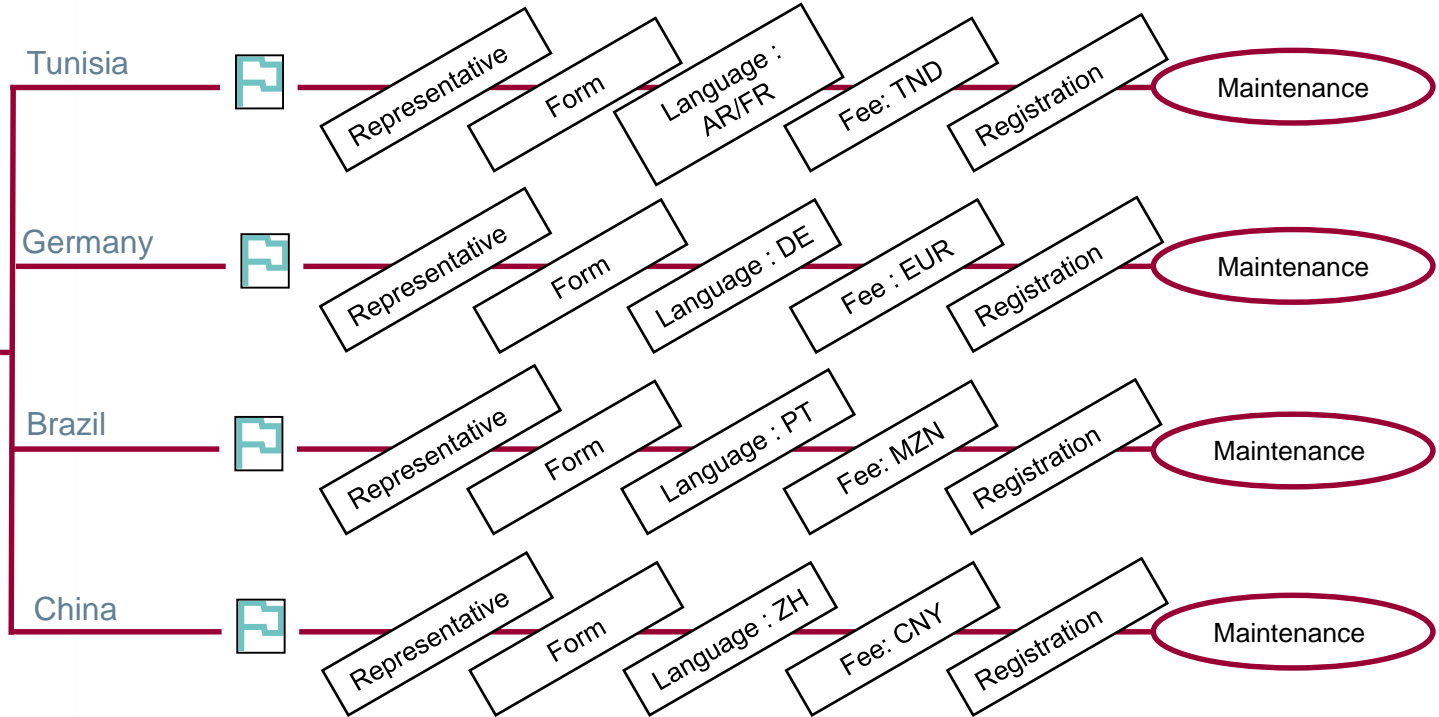 Tunisia
Representative
Form
Language :
AR/FR
Fee: TND
Registration
Maintenance
Germany
Representative
Form
Language : DE
Fee : EUR
Registration
Maintenance
Brazil
Representative
Form
Language : PT
Fee: MZN
Registration
Maintenance
China
Representative
Form
Language : ZH
Fee: CNY
Registration
Maintenance